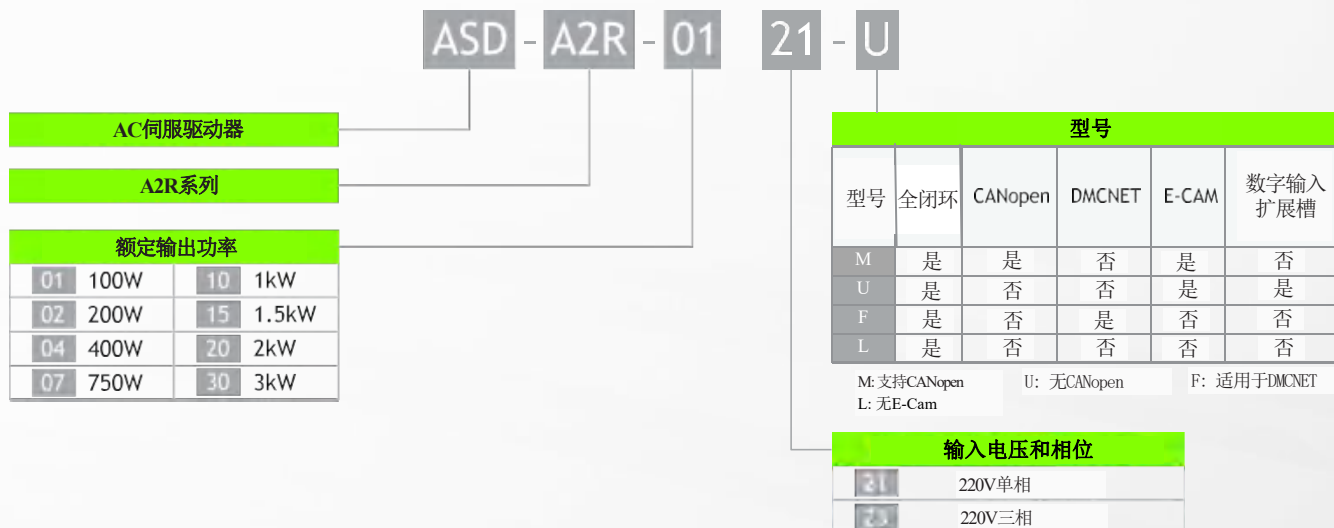 ASD - A2R - 01 21 - U
AC伺服驱动器
A2R系列
额定输出功率
01 100W 10 1kW
02 200W 15 1.5kW
04 400W 20 2kW
07 750W 30 3kW
型号
型号 全闭环 CANopen DMCNET E-CAM 数字输入扩展槽
M 是 是 否 是 否
U 是 否 否 是 是
F 是 否 是 否 否
L 是 否 否 否 否
M: 支持CANopen U: 无CANopen F: 适用于DMCNET
L: 无E-Cam
输入电压和相位
21 220V单相
23 220V三相